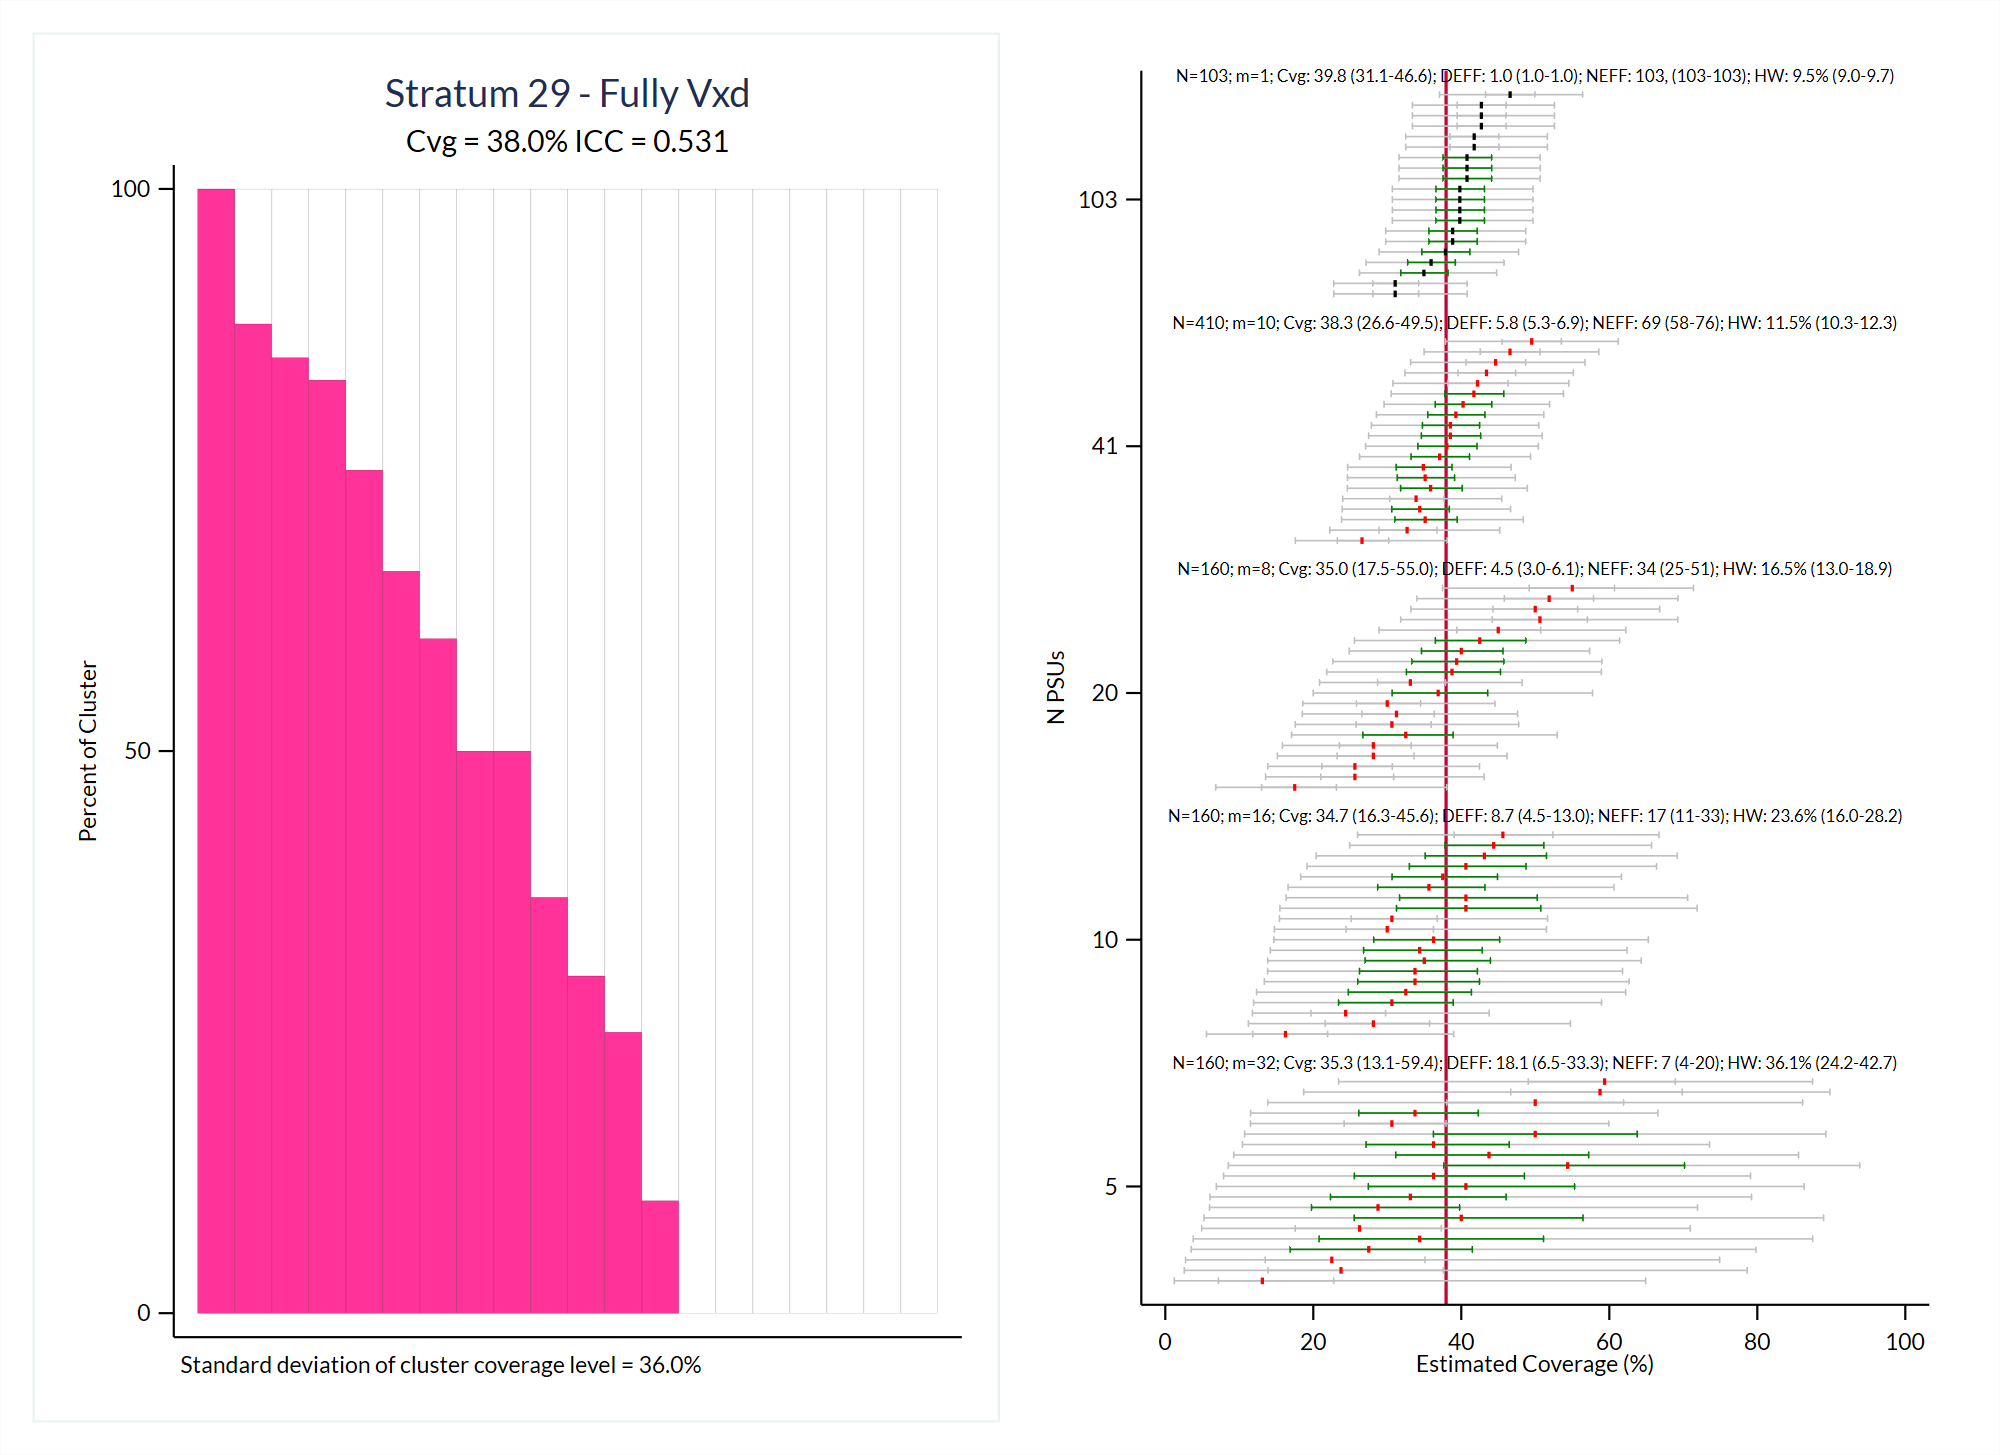 Stratum 29 - Fully Vxd
Cvg = 38.0% ICC = 0.531
100
50
0
Percent of Cluster
Standard deviation of cluster coverage level = 36.0%
N=103; m=1; Cvg: 39.8 (31.1-46.6); DEFF: 1.0 (1.0-1.0); NEFF: 103, (103-103); HW: 9.5% (9.0-9.7)
103
N=410; m=10; Cvg: 38.3 (26.6-49.5); DEFF: 5.8 (5.3-6.9); NEFF: 69 (58-76); HW: 11.5% (10.3-12.3)
41
N=160; m=8; Cvg: 35.0 (17.5-55.0); DEFF: 4.5 (3.0-6.1); NEFF: 34 (25-51); HW: 16.5% (13.0-18.9)
N PSUs
20
N=160; m=16; Cvg: 34.7 (16.3-45.6); DEFF: 8.7 (4.5-13.0); NEFF: 17 (11-33); HW: 23.6% (16.0-28.2)
10
N=160; m=32; Cvg: 35.3 (13.1-59.4); DEFF: 18.1 (6.5-33.3); NEFF: 7 (4-20); HW: 36.1% (24.2-42.7)
5
0 20 40 60 80 100
Estimated Coverage (%)